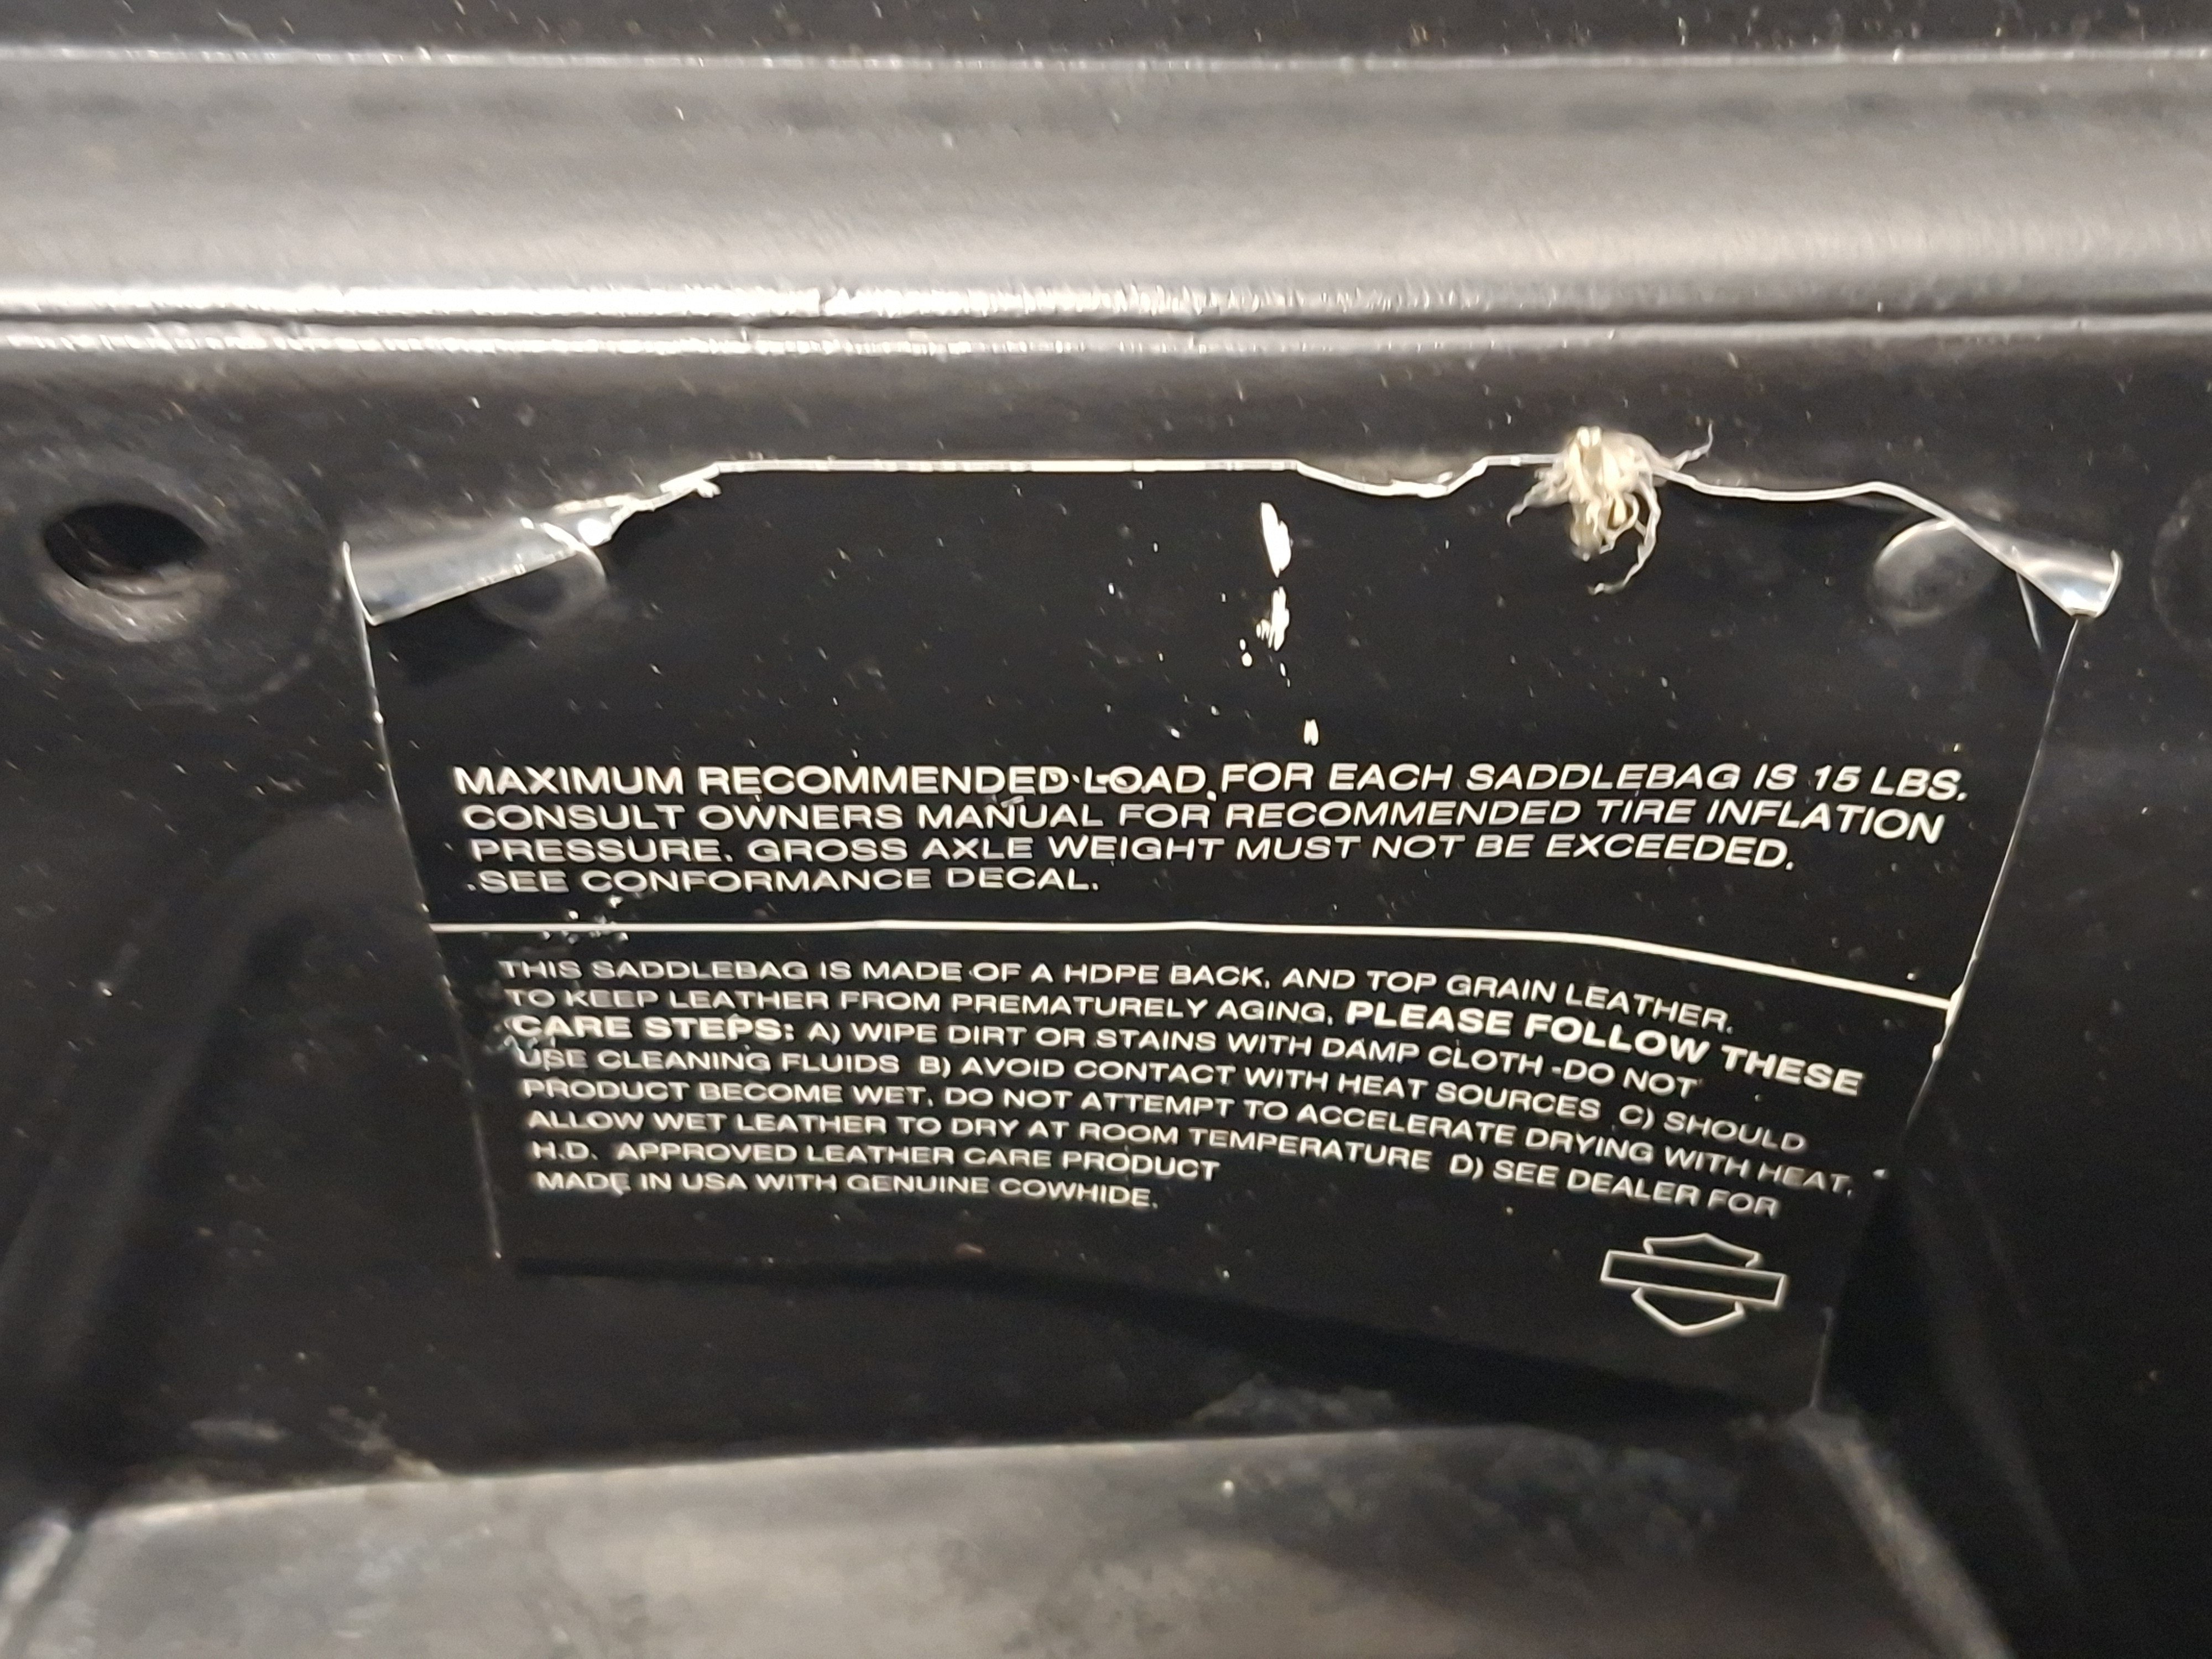 MAXIMUM RECOMMENDED LOAD FOR EACH SADDLEBAG IS 15 LBS.
CONSULT OWNERS MANUAL FOR RECOMMENDED TIRE INFLATION
PRESSURE. GROSS AXLE WEIGHT MUST NOT BE EXCEEDED.
SEE CONFORMANCE DECAL.
THIS SADDLEBAG IS MADE OF A HDPE BACK, AND TOP GRAIN LEATHER.
TO KEEP LEATHER FROM PREMATURELY AGING, PLEASE FOLLOW THESE
CARE STEPS: A) WIPE DIRT OR STAINS WITH DAMP CLOTH -DO NOT
USE CLEANING FLUIDS B) AVOID CONTACT WITH HEAT SOURCES C) SHOULD
PRODUCT BECOME WET, DO NOT ATTEMPT TO ACCELERATE DRYING WITH HEAT,
ALLOW WET LEATHER TO DRY AT ROOM TEMPERATURE D) SEE DEALER FOR
H.D. APPROVED LEATHER CARE PRODUCT
MADE IN USA WITH GENUINE COWHIDE.